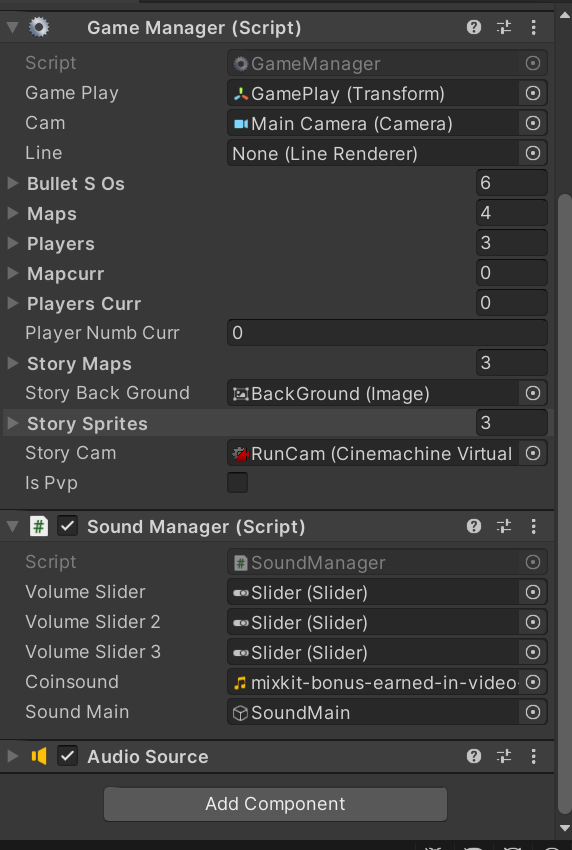 Game Manager (Script)
Script GameManager
Game Play GamePlay (Transform)
Cam Main Camera (Camera)
Line None (Line Renderer)
Bullet S Os 6
Maps 4
Players 3
Mapcurr 0
Players Curr 0
Player Numb Curr 0
Story Maps 3
Story Back Ground BackGround (Image)
Story Sprites 3
Story Cam RunCam (Cinemachine Virtual
Is Pvp
# Sound Manager (Script)
Script # SoundManager
Volume Slider Slider (Slider)
Volume Slider 2 Slider (Slider)
Volume Slider 3 Slider (Slider)
Coinsound mixkit-bonus-earned-in-video-
Sound Main SoundMain
Audio Source
Add Component